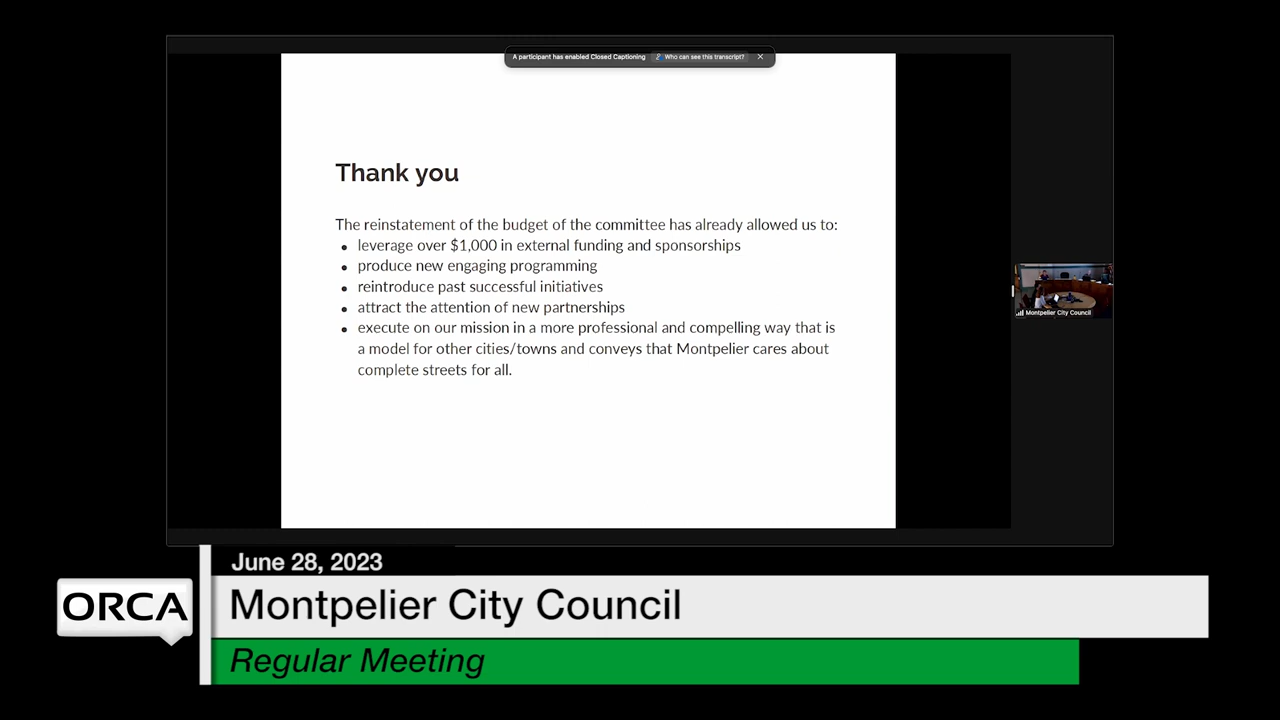 A participant has enabled Closed Captioning Who can see this transcript?
Thank you
The reinstatement of the budget of the committee has already allowed us to:
• leverage over $1,000 in external funding and sponsorships
• produce new engaging programming
• reintroduce past successful initiatives
• attract the attention of new partnerships
• execute on our mission in a more professional and compelling way that is
a model for other cities/towns and conveys that Montpelier cares about
complete streets for all.
Montpelier City Council
June 28, 2023
ORCA
Montpelier City Council
Regular Meeting